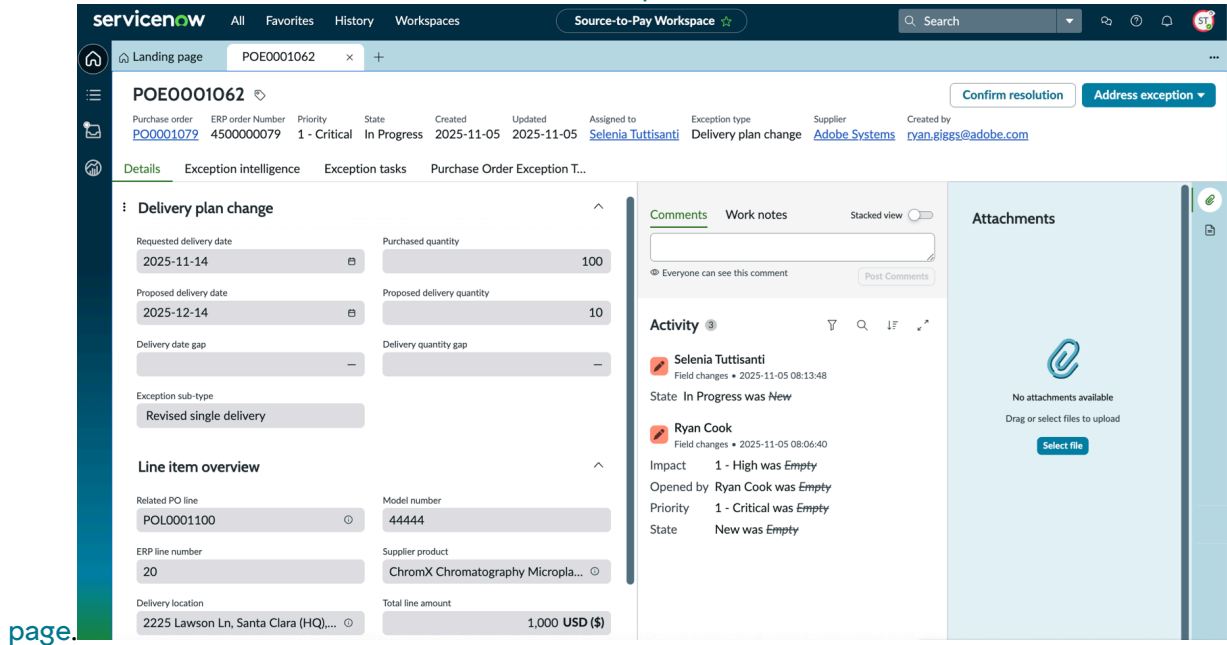 servicenow All Favorites History Workspaces Source-to-Pay Workspace Search ST
Landing page POE0001062
POE0001062
Confirm resolution Address exception
Purchase order ERP order Number Priority State Created Updated Assigned to Exception type Supplier Created by
PO0001079 4500000079 1 - Critical In Progress 2025-11-05 2025-11-05 Selenia Tuttisanti Delivery plan change Adobe Systems ryan.giggs@adobe.com
Details Exception intelligence Exception tasks Purchase Order Exception T...
Delivery plan change
Requested delivery date Purchased quantity
2025-11-14 100
Proposed delivery date Proposed delivery quantity
2025-12-14 10
Delivery date gap Delivery quantity gap
— —
Exception sub-type
Revised single delivery
Line item overview
Related PO line Model number
POL0001100 44444
ERP line number Supplier product
20 ChromX Chromatography Micropla...
Delivery location Total line amount
2225 Lawson Ln, Santa Clara (HQ),... 1,000 USD ($)
Comments Work notes Stacked view
Everyone can see this comment Post Comments
Activity 3
Selenia Tuttisanti
Field changes • 2025-11-05 08:13:48
State In Progress was New
Ryan Cook
Field changes • 2025-11-05 08:06:40
Impact 1 - High was Empty
Opened by Ryan Cook was Empty
Priority 1 - Critical was Empty
State New was Empty
Attachments
No attachments available
Drag or select files to upload
Select file
page.